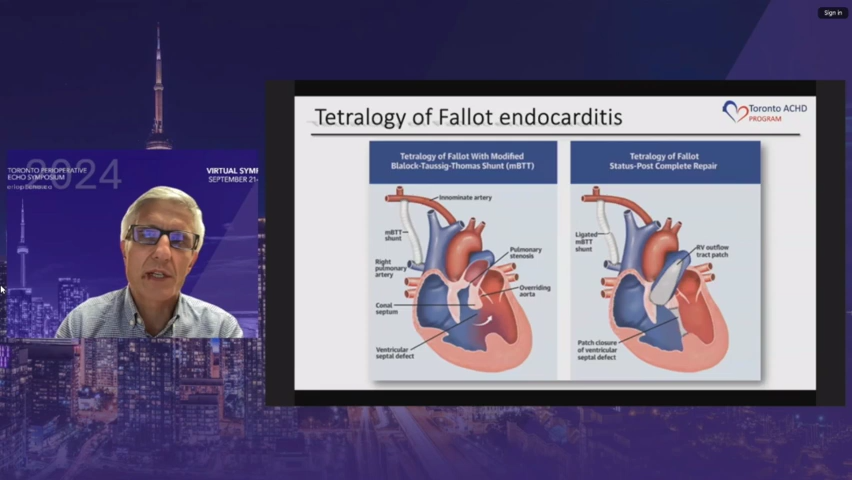 Sign in
2024
TORONTO PERIOPERATIVE
ECHO SYMPOSIUM
VIRTUAL SYMP
SEPTEMBER 21-
Tetralogy of Fallot endocarditis
Toronto ACHD
PROGRAM
Tetralogy of Fallot With Modified
Blalock-Taussig-Thomas Shunt (mBTT)
Innominate artery
mBTT
shunt
Pulmonary
stenosis
Right
pulmonary
artery
Overriding
aorta
Conal
septum
Ventricular
septal defect
Tetralogy of Fallot
Status-Post Complete Repair
Ligated
mBTT
shunt
RV outflow
tract patch
Patch closure
of ventricular
septal defect